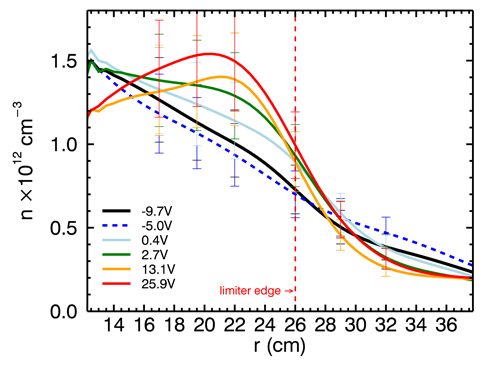 n ×10¹² cm⁻³
1.5
1.0
0.5
0.0
-9.7V
-5.0V
0.4V
2.7V
13.1V
25.9V
limiter edge
14 16 18 20 22 24 26 28 30 32 34 36
r (cm)